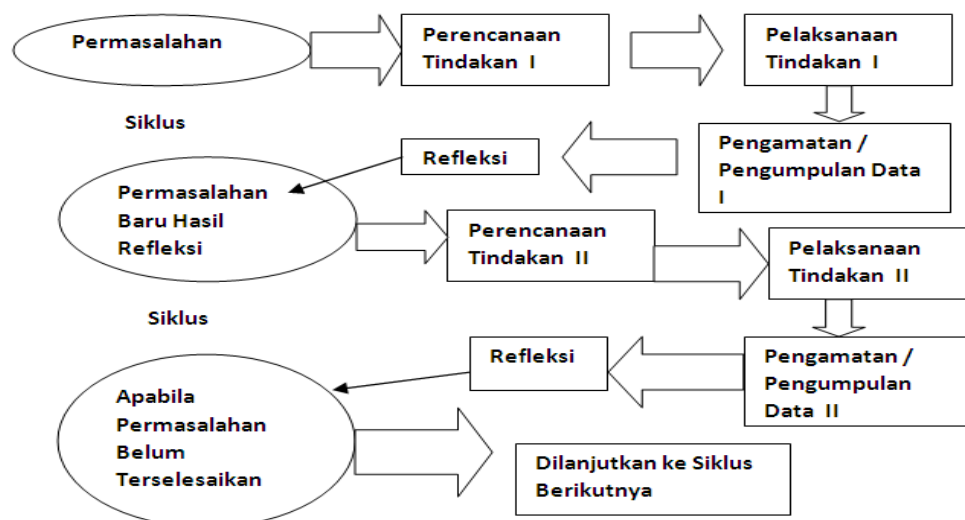 Permasalahan
Perencanaan
Tindakan I
Pelaksanaan
Tindakan I
Siklus
Pengamatan /
Pengumpulan Data
I
Refleksi
Permasalahan
Baru Hasil
Refleksi
Perencanaan
Tindakan II
Pelaksanaan
Tindakan II
Siklus
Pengamatan /
Pengumpulan
Data II
Refleksi
Apabila
Permasalahan
Belum
Terselesaikan
Dilanjutkan ke Siklus
Berikutnya